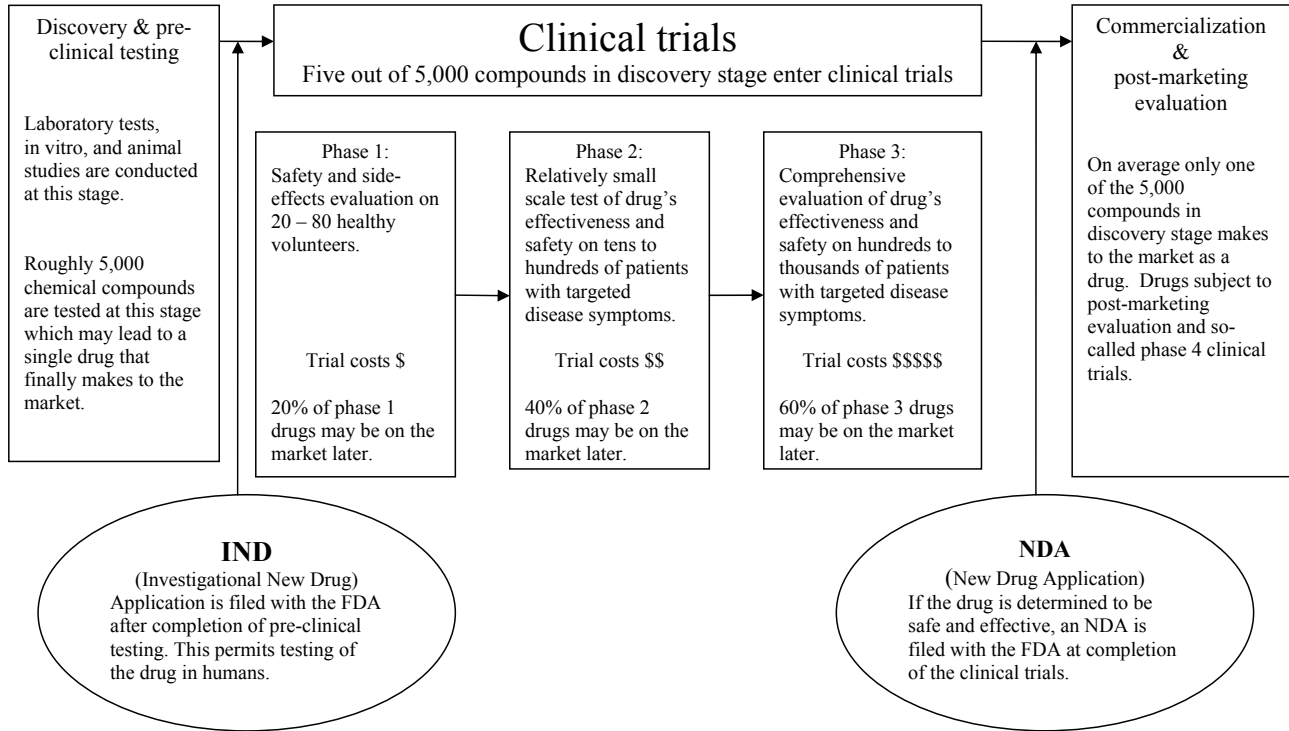 Discovery & pre-
clinical testing
Laboratory tests,
in vitro, and animal
studies are conducted
at this stage.
Roughly 5,000
chemical compounds
are tested at this stage
which may lead to a
single drug that
finally makes to the
market.
Clinical trials
Five out of 5,000 compounds in discovery stage enter clinical trials
Phase 1:
Safety and side-
effects evaluation on
20 – 80 healthy
volunteers.
Trial costs $
20% of phase 1
drugs may be on the
market later.
Phase 2:
Relatively small
scale test of drug’s
effectiveness and
safety on tens to
hundreds of patients
with targeted
disease symptoms.
Trial costs $$
40% of phase 2
drugs may be on the
market later.
Phase 3:
Comprehensive
evaluation of drug’s
effectiveness and
safety on hundreds to
thousands of patients
with targeted disease
symptoms.
Trial costs $$$$$
60% of phase 3 drugs
may be on the market
later.
Commercialization
&
post-marketing
evaluation
On average only one
of the 5,000
compounds in
discovery stage makes
to the market as a
drug.  Drugs subject to
post-marketing
evaluation and so-
called phase 4 clinical
trials.
IND
(Investigational New Drug)
Application is filed with the FDA
after completion of pre-clinical
testing. This permits testing of
the drug in humans.
NDA
(New Drug Application)
If the drug is determined to be
safe and effective, an NDA is
filed with the FDA at completion
of the clinical trials.